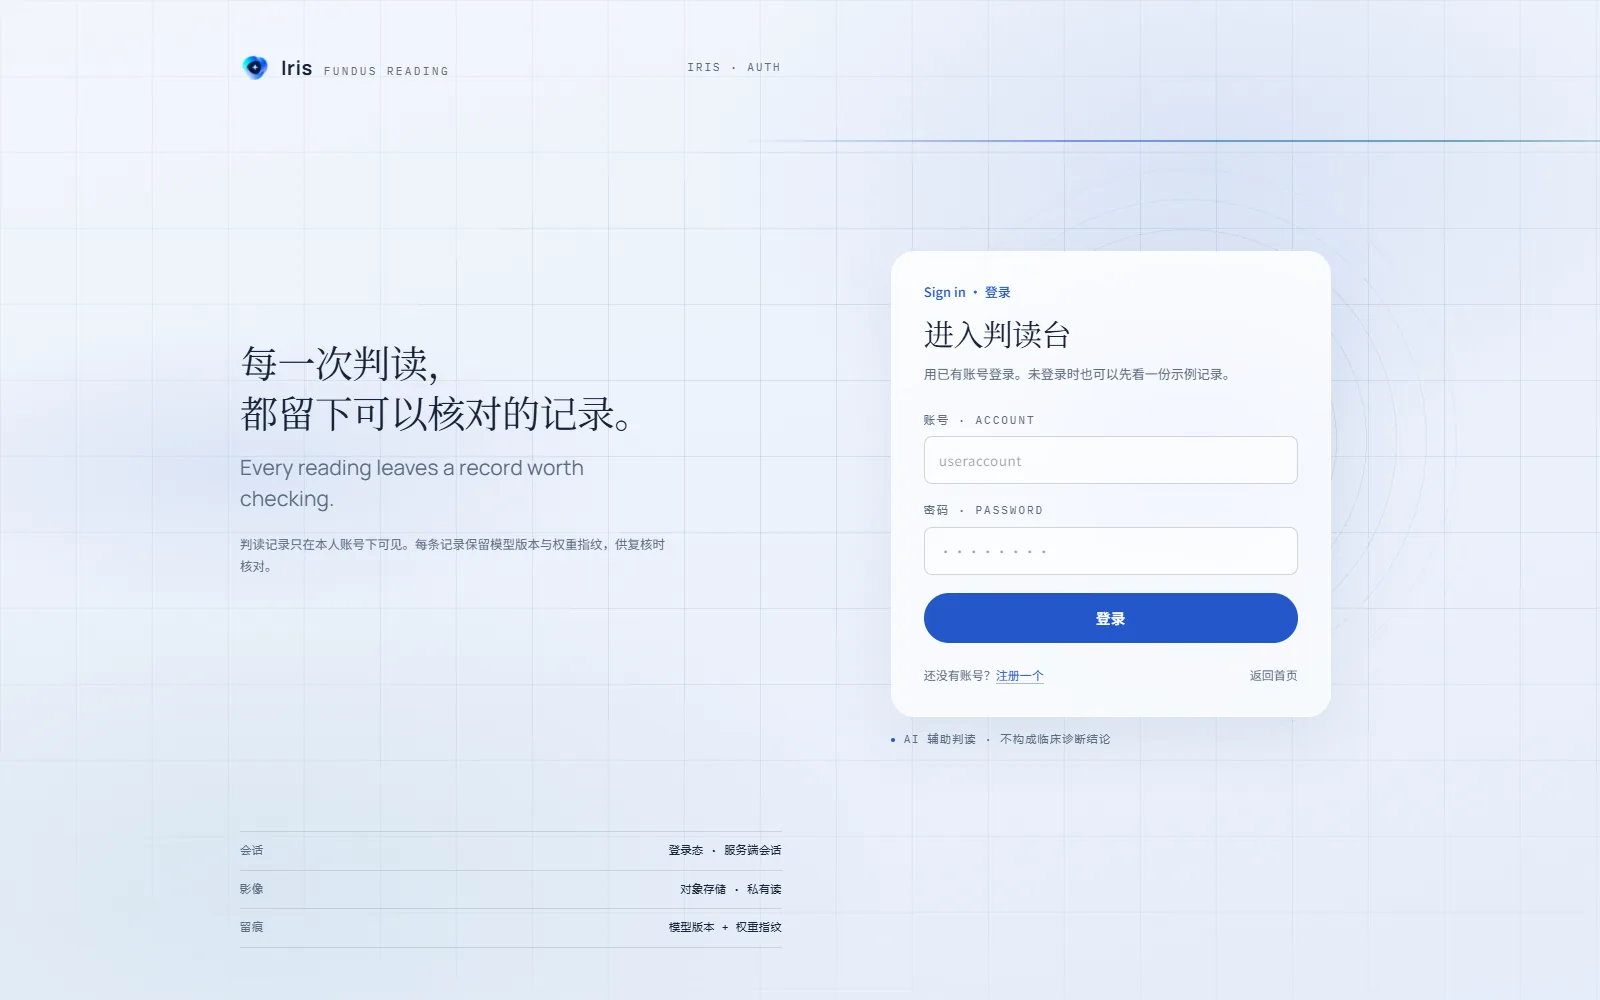 Iris FUNDUS READING
IRIS · AUTH
每一次判读，
都留下可以核对的记录。
Every reading leaves a record worth
checking.
判读记录只在本人账号下可见。每条记录保留模型版本与权重指纹，供复核时
核对。
会话 登录态 · 服务端会话
影像 对象存储 · 私有读
留痕 模型版本 + 权重指纹
Sign in · 登录
进入判读台
用已有账号登录。未登录时也可以先看一份示例记录。
账号 · ACCOUNT
useraccount
密码 · PASSWORD
········
登录
还没有账号？注册一个 返回首页
AI 辅助判读 · 不构成临床诊断结论